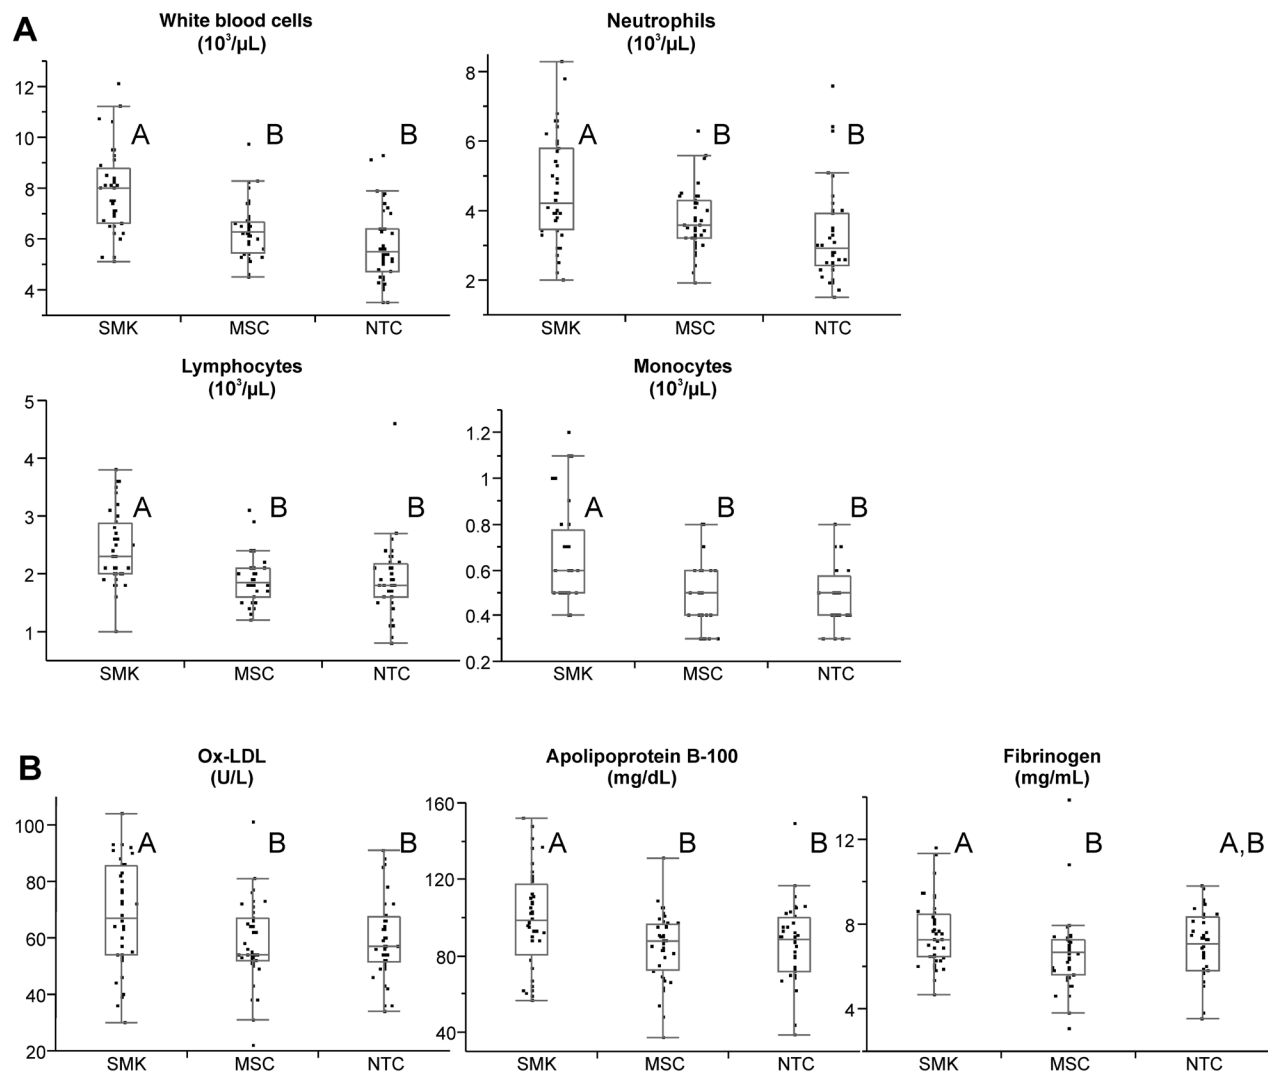 A
White blood cells
(10³/µL)
12
10
8
6
4
A
B
B
SMK
MSC
NTC
Neutrophils
(10³/µL)
8
6
4
2
A
B
B
SMK
MSC
NTC
Lymphocytes
(10³/µL)
5
4
3
2
1
A
B
B
SMK
MSC
NTC
Monocytes
(10³/µL)
1.2
1
0.8
0.6
0.4
0.2
A
B
B
SMK
MSC
NTC
B
Ox-LDL
(U/L)
100
80
60
40
20
A
B
B
SMK
MSC
NTC
Apolipoprotein B-100
(mg/dL)
160
120
80
40
A
B
B
SMK
MSC
NTC
Fibrinogen
(mg/mL)
12
8
4
A
B
A,B
SMK
MSC
NTC